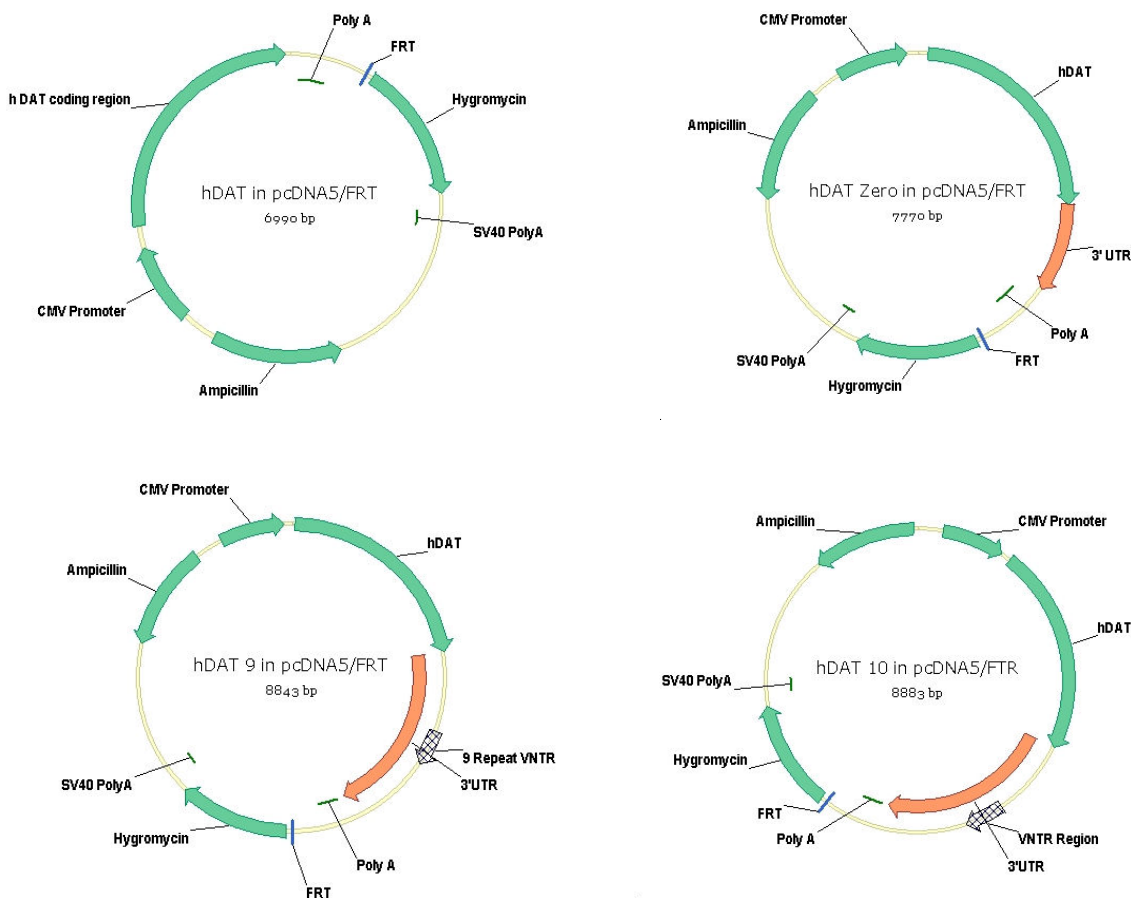 Poly A
FRT
h DAT coding region
Hygromycin
hDAT in pcDNA5/FRT
6990 bp
SV40 PolyA
CMV Promoter
Ampicillin
CMV Promoter
hDAT
Ampicillin
hDAT Zero in pcDNA5/FRT
7770 bp
3' UTR
Poly A
SV40 PolyA
FRT
Hygromycin
CMV Promoter
hDAT
Ampicillin
hDAT 9 in pcDNA5/FRT
8843 bp
9 Repeat VNTR
3'UTR
SV40 PolyA
Hygromycin
Poly A
FRT
Ampicillin
CMV Promoter
hDAT
hDAT 10 in pcDNA5/FTR
8883 bp
SV40 PolyA
Hygromycin
FRT
Poly A
VNTR Region
3'UTR